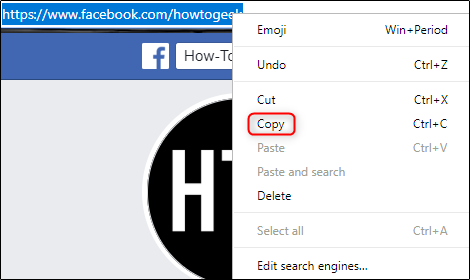 https://www.facebook.com/howtogeek
How-To
HT
Emoji Win+Period
Undo Ctrl+Z
Cut Ctrl+X
Copy Ctrl+C
Paste Ctrl+V
Paste and search
Delete
Select all Ctrl+A
Edit search engines...